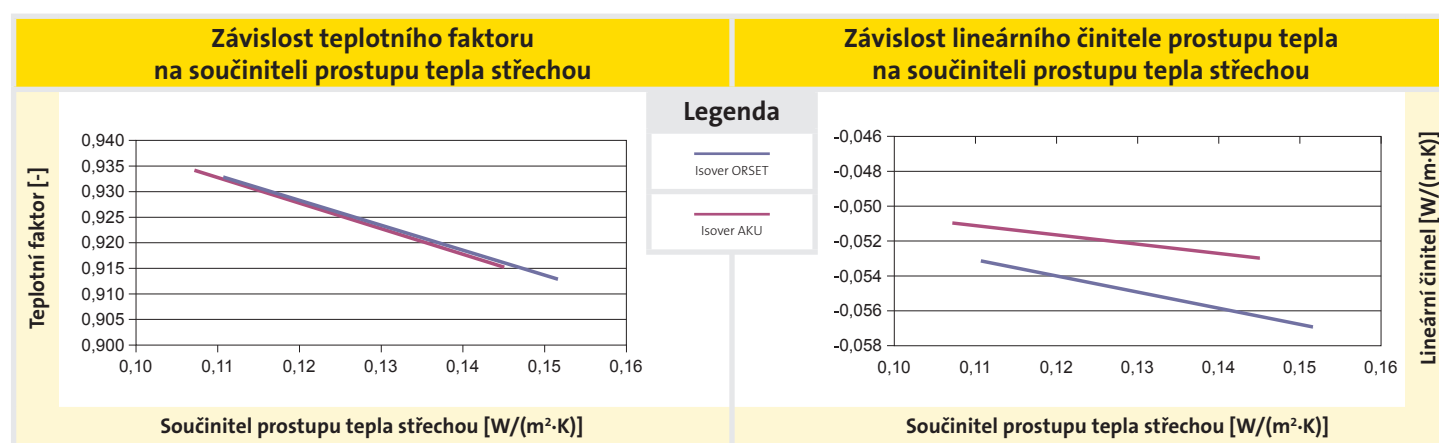 Závislost teplotního faktoru
na součiniteli prostupu tepla střechou
Závislost lineárního činitele prostupu tepla
na součiniteli prostupu tepla střechou
Teplotní faktor [-]
0,940
0,935
0,930
0,925
0,920
0,915
0,910
0,905
0,900
0,10 0,11 0,12 0,13 0,14 0,15 0,16
Součinitel prostupu tepla střechou [W/(m²·K)]
Legenda
Isover ORSET
Isover AKU
-0,046
-0,048
-0,050
-0,052
-0,054
-0,056
-0,058
0,10 0,11 0,12 0,13 0,14 0,15 0,16
Součinitel prostupu tepla střechou [W/(m²·K)]
Lineární činitel [W/(m·K)]